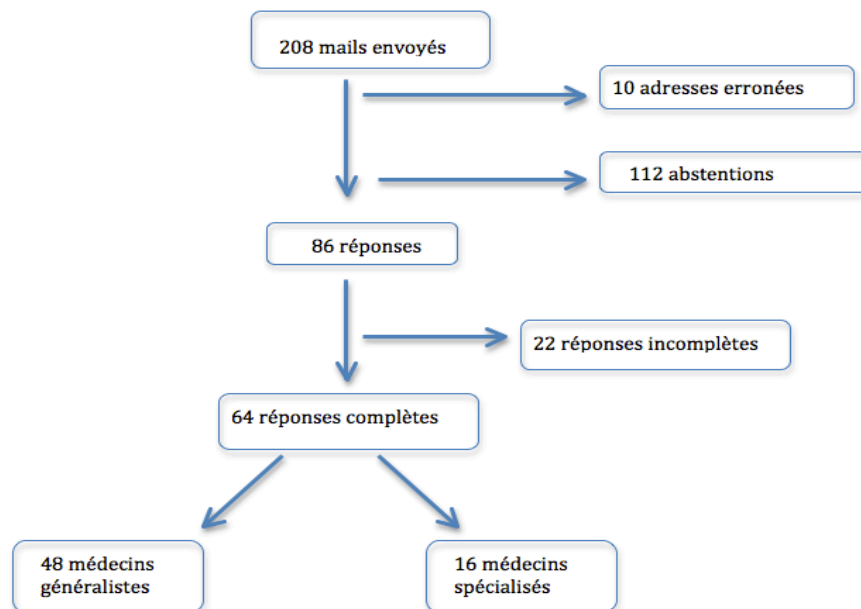 208 mails envoyés
10 adresses erronées
112 abstentions
86 réponses
22 réponses incomplètes
64 réponses complètes
48 médecins
généralistes
16 médecins
spécialisés